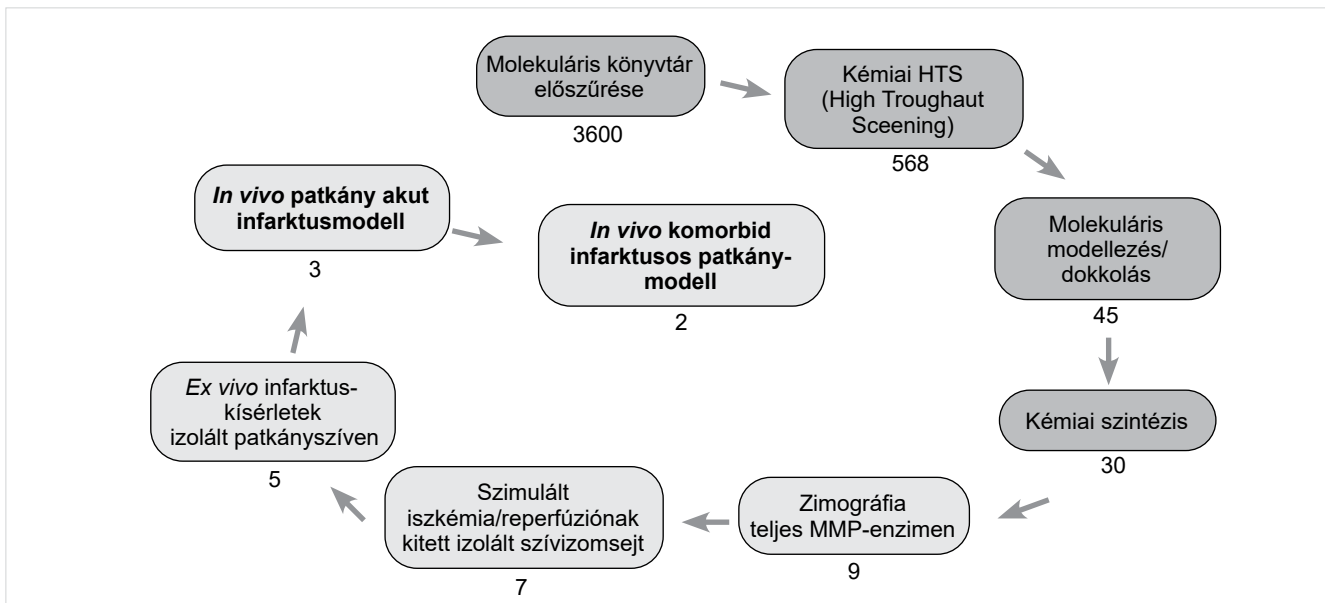 Molekuláris könyvtár
előszűrése
3600
Kémiai HTS
(High Troughaut
Sceening)
568
Molekuláris
modellezés/
dokkolás
45
Kémiai szintézis
30
Zimográfia
teljes MMP-enzimen
9
Szimulált
iszkémia/reperfúziónak
kitett izolált szívizomsejt
7
Ex vivo infarktus-
kísérletek
izolált patkányszíven
5
In vivo patkány akut
infarktusmodell
3
In vivo komorbid
infarktusos patkány-
modell
2